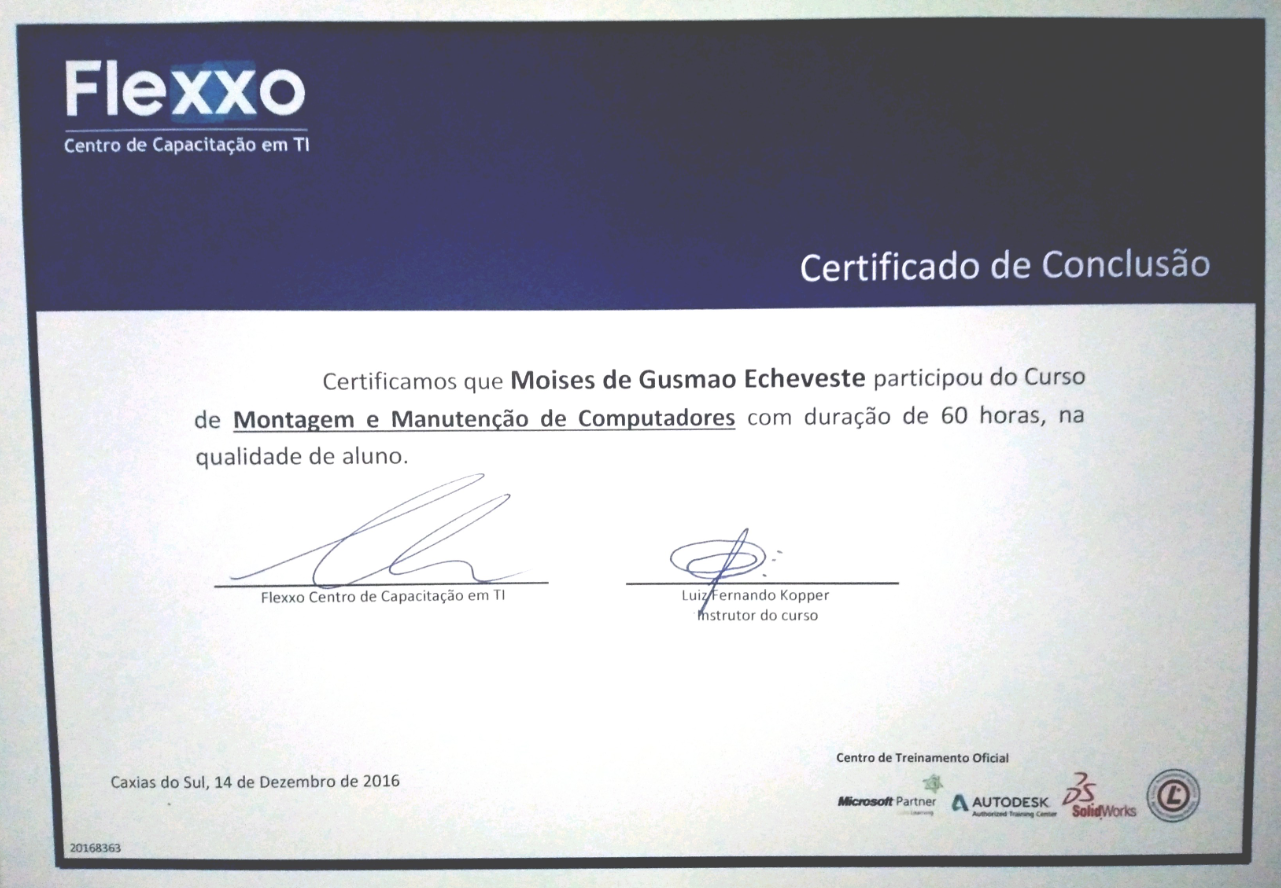 Flexxo
Centro de Capacitação em TI
Certificado de Conclusão
Certificamos que Moises de Gusmao Echeveste participou do Curso
de Montagem e Manutenção de Computadores com duração de 60 horas, na
qualidade de aluno.
Flexxo Centro de Capacitação em TI
Luiz Fernando Kopper
Instrutor do curso
Caxias do Sul, 14 de Dezembro de 2016
Centro de Treinamento Oficial
Microsoft Partner
Learning
AUTODESK
Authorized Training Center
SolidWorks
20168363